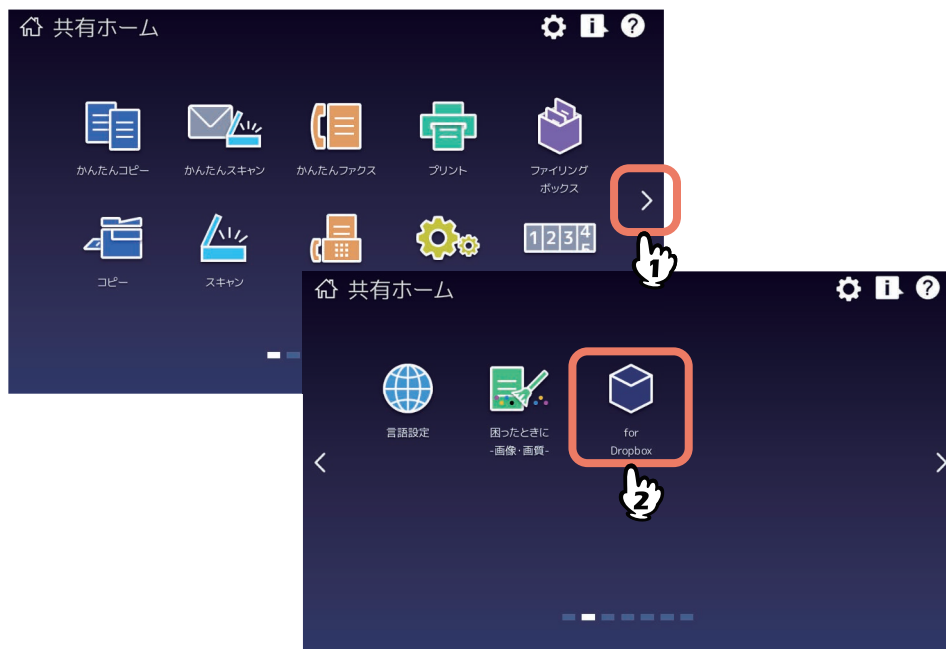 共有ホーム
かんたんコピー
かんたんスキャン
かんたんファクス
プリント
ファイリング
ボックス
コピー
スキャン
1234
1
共有ホーム
言語設定
困ったときに
-画像・画質-
for
Dropbox
2